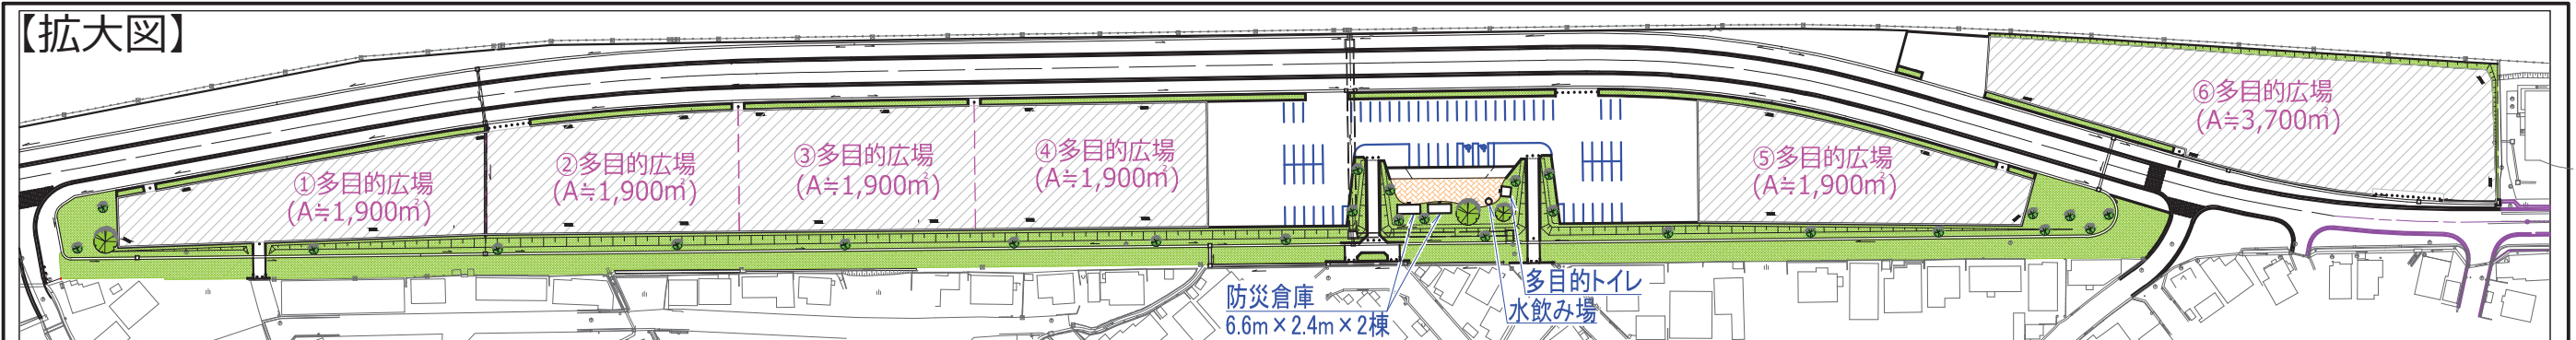 【拡大図】
①多目的広場
(A≒1,900㎡)
②多目的広場
(A≒1,900㎡)
③多目的広場
(A≒1,900㎡)
④多目的広場
(A≒1,900㎡)
⑤多目的広場
(A≒1,900㎡)
⑥多目的広場
(A≒3,700㎡)
防災倉庫
6.6m×2.4m×2棟
多目的トイレ
水飲み場